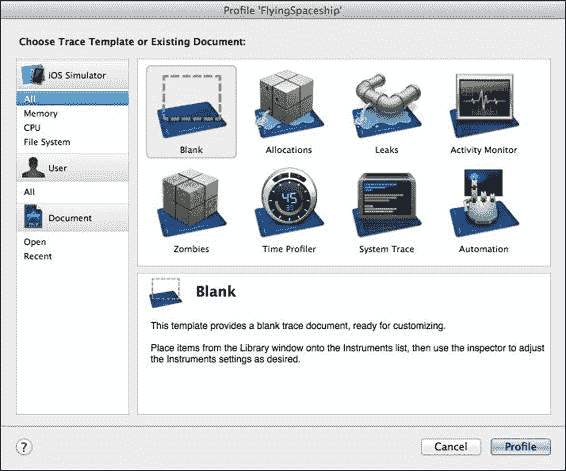 Profile 'FlyingSpaceship'
Choose Trace Template or Existing Document:
iOS Simulator
All
Memory
CPU
File System
User
All
Document
Open
Recent
Blank
Allocations
Leaks
Activity Monitor
45
Zombies
Time Profiler
System Trace
Automation
Blank
This template provides a blank trace document, ready for customizing.
Place items from the Library window onto the Instruments list, then use the inspector to adjust
the Instruments settings as desired.
?
Cancel
Profile